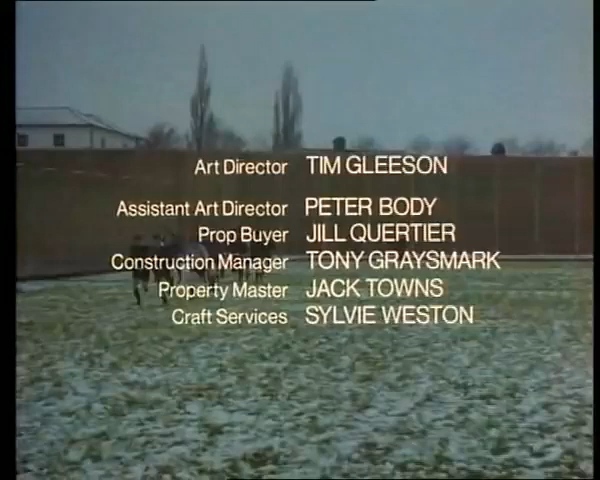 Art Director TIM GLEESON
Assistant Art Director PETER BODY
Prop Buyer JILL QUERTIER
Construction Manager TONY GRAYSMARK
Property Master JACK TOWNS
Craft Services SYLVIE WESTON